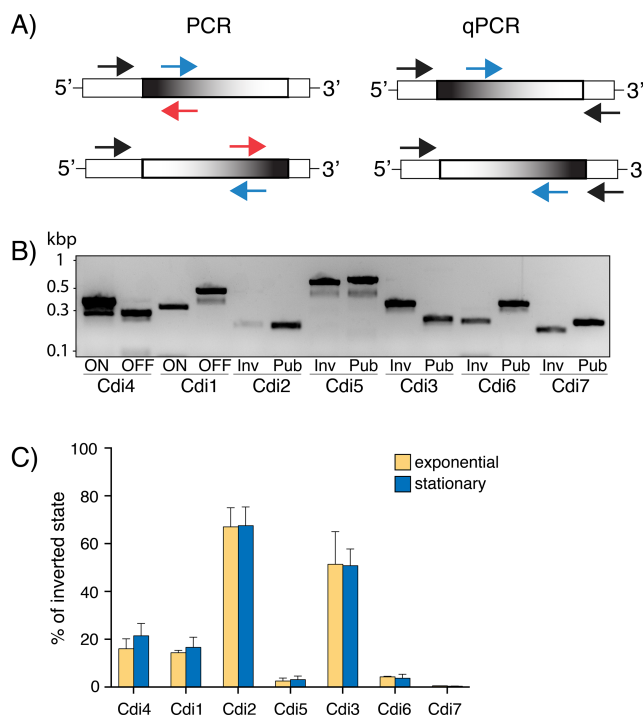 A) PCR qPCR
5’ 3’ 5’ 3’
5’ 3’ 5’ 3
B) kbp
1
0.5
0.3
0.1
ON OFF ON OFF Inv Pub Inv Pub Inv Pub Inv Pub Inv Pub
Cdi4 Cdi1 Cdi2 Cdi5 Cdi3 Cdi6 Cdi7
C)
% of inverted state
100
80
60
40
20
0
exponential
stationary
Cdi4 Cdi1 Cdi2 Cdi5 Cdi3 Cdi6 Cdi7